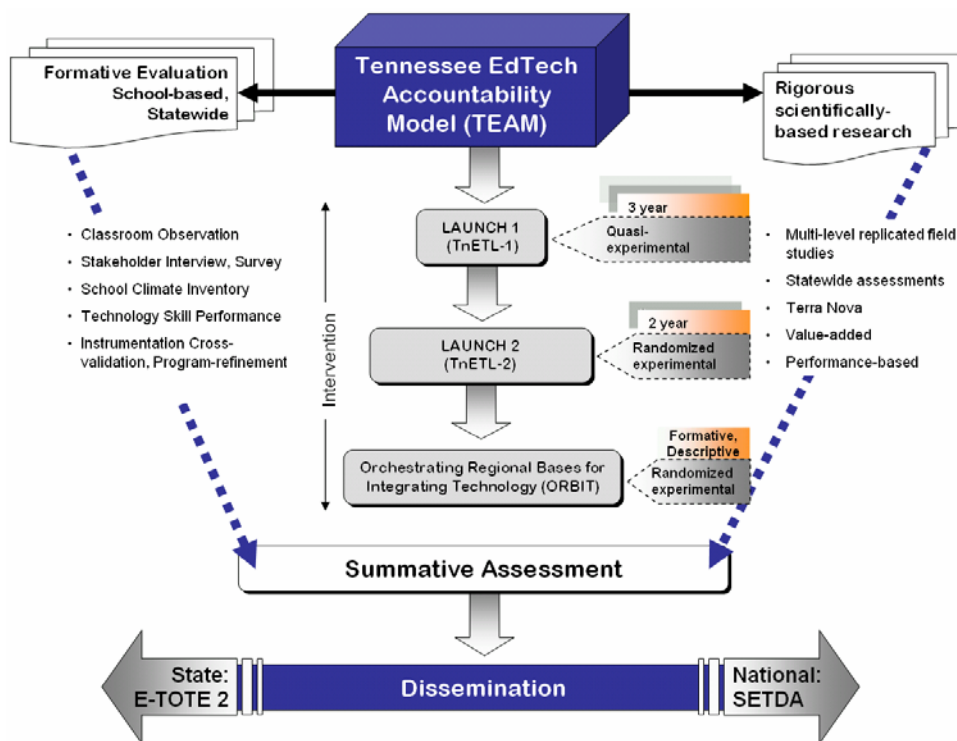 Formative Evaluation
School-based,
Statewide
Tennessee EdTech
Accountability
Model (TEAM)
Rigorous
scientifically-
based research
• Classroom Observation
• Stakeholder Interview, Survey
• School Climate Inventory
• Technology Skill Performance
• Instrumentation Cross-
validation, Program-refinement
Intervention
LAUNCH 1
(TnETL-1)
3 year
Quasi-
experimental
LAUNCH 2
(TnETL-2)
2 year
Randomized
experimental
Orchestrating Regional Bases for
Integrating Technology (ORBIT)
Formative,
Descriptive
Randomized
experimental
• Multi-level replicated field
studies
• Statewide assessments
• Terra Nova
• Value-added
• Performance-based
Summative Assessment
State:
E-TOTE 2
Dissemination
National:
SETDA